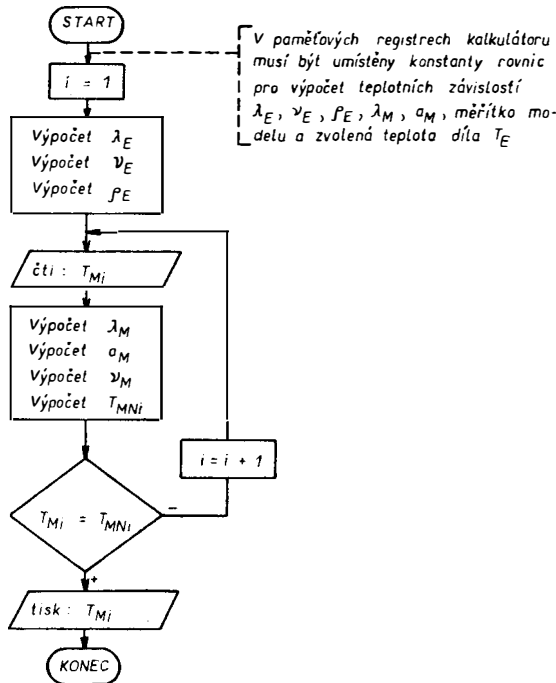 START
V paměťových registrech kalkulátoru
musí být umístěny konstanty rovnic
pro výpočet teplotních závislostí
λE, νE, ρE, λM, aM, měřítko mo-
delu a zvolená teplota díla TE
i = 1
Výpočet λE
Výpočet νE
Výpočet ρE
čti: TMi
Výpočet λM
Výpočet aM
Výpočet νM
Výpočet TMNi
i = i + 1
TMi = TMNi
-
+
tisk: TMi
KONEC